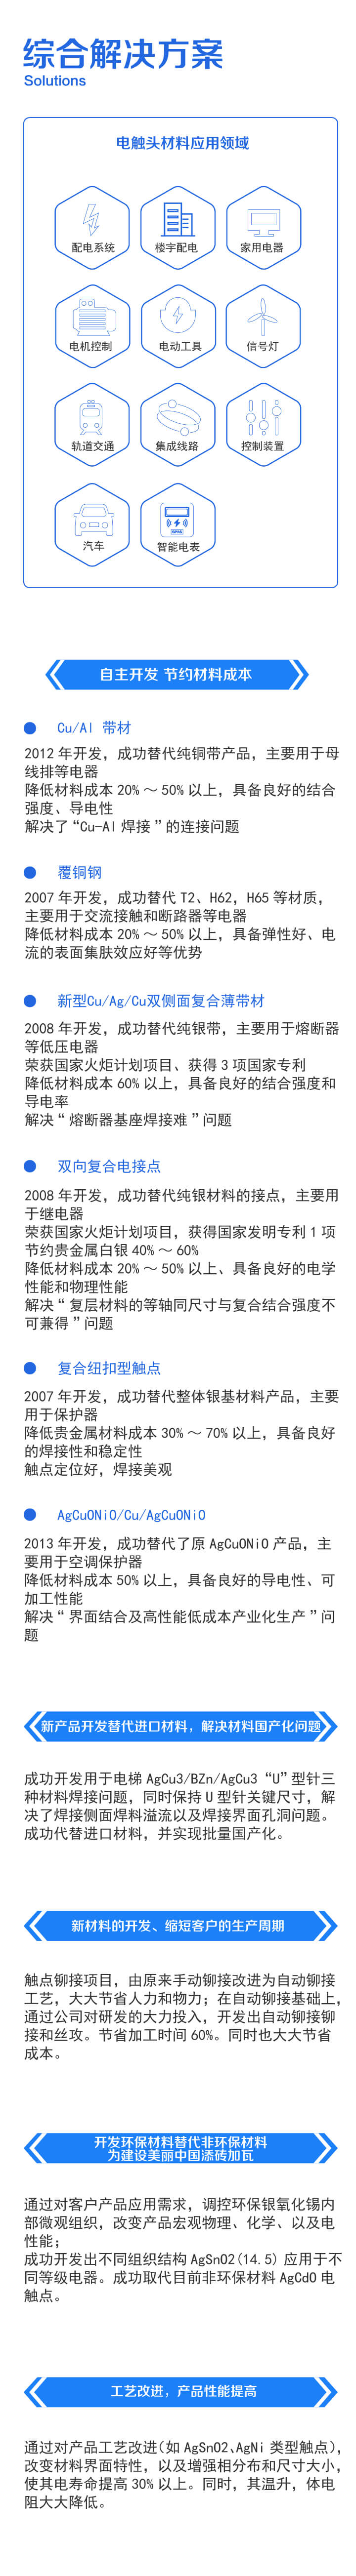 综合解决方案
Solutions
电触头材料应用领域
配电系统
楼宇配电
家用电器
电机控制
电动工具
信号灯
轨道交通
集成线路
控制装置
汽车
智能电表
自主开发 节约材料成本
Cu/Al 带材
2012 年开发，成功替代纯铜带产品，主要用于母
线排等电器
降低材料成本 20% ～ 50% 以上，具备良好的结合
强度、导电性
解决了“Cu-Al 焊接 ”的连接问题
覆铜钢
2007 年开发，成功替代 T2、H62，H65 等材质，
主要用于交流接触和断路器等电器
降低材料成本 20% ～ 50% 以上，具备弹性好、电
流的表面集肤效应好等优势
新型Cu/Ag/Cu双侧面复合薄带材
2008 年开发，成功替代纯银带，主要用于熔断器
等低压电器
荣获国家火炬计划项目、获得 3 项国家专利
降低材料成本 60% 以上，具备良好的结合强度和
导电率
解决“ 熔断器基座焊接难 ”问题
双向复合电接点
2008 年开发，成功替代纯银材料的接点，主要用
于继电器
荣获国家火炬计划项目，获得国家发明专利 1 项
节约贵金属白银 40% ～ 60%
降低材料成本 20% ～ 50% 以上、具备良好的电学
性能和物理性能
解决“ 复层材料的等轴同尺寸与复合结合强度不
可兼得 ”问题
复合纽扣型触点
2007 年开发，成功替代整体银基材料产品，主要
用于保护器
降低贵金属材料成本 30% ～ 70% 以上，具备良好
的焊接性和稳定性
触点定位好，焊接美观
AgCuONiO/Cu/AgCuONiO
2013 年开发，成功替代了原 AgCuONiO 产品，主
要用于空调保护器
降低材料成本 50% 以上，具备良好的导电性、可
加工性能
解决“ 界面结合及高性能低成本产业化生产 ”问
题
新产品开发替代进口材料，解决材料国产化问题
成功开发用于电梯 AgCu3/BZn/AgCu3 “U”型针三
种材料焊接问题，同时保持 U 型针关键尺寸，解
决了焊接侧面焊料溢流以及焊接界面孔洞问题。
成功代替进口材料，并实现批量国产化。
新材料的开发、缩短客户的生产周期
触点铆接项目，由原来手动铆接改进为自动铆接
工艺，大大节省人力和物力；在自动铆接基础上，
通过公司对研发的大力投入，开发出自动铆接铆
接和丝攻。节省加工时间 60%。同时也大大节省
成本。
开发环保材料替代非环保材料
为建设美丽中国添砖加瓦
通过对客户产品应用需求，调控环保银氧化锡内
部微观组织，改变产品宏观物理、化学、以及电
性能；
成功开发出不同组织结构 AgSnO2(14.5) 应用于不
同等级电器。成功取代目前非环保材料 AgCdO 电
触点。
工艺改进，产品性能提高
通过对产品工艺改进（如 AgSnO2、AgNi 类型触点），
改变材料界面特性，以及增强相分布和尺寸大小，
使其电寿命提高 30% 以上。同时，其温升，体电
阻大大降低。